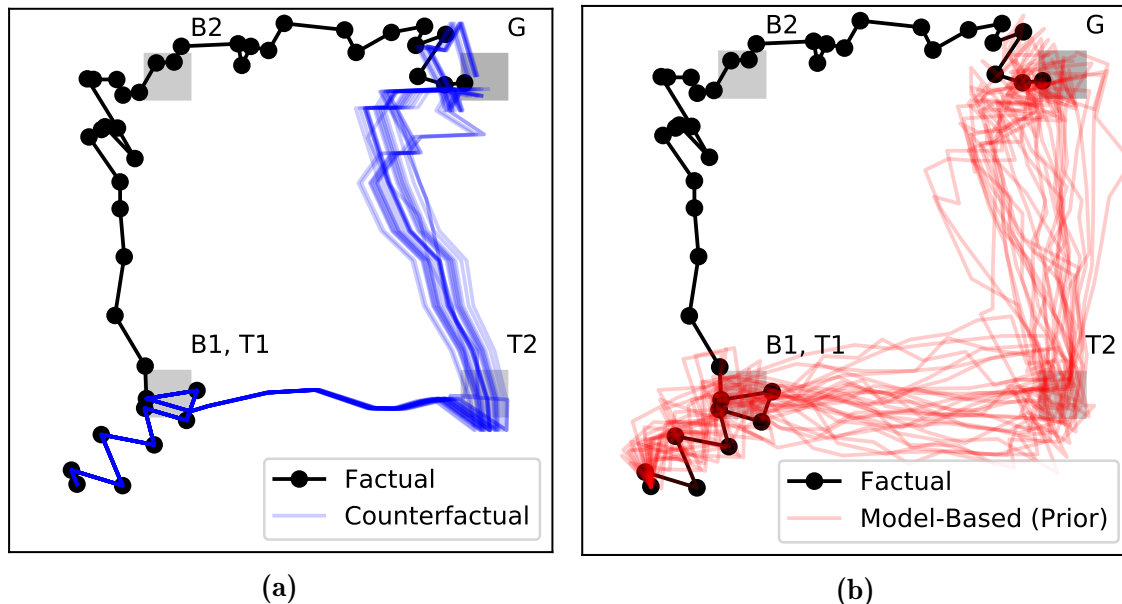 B2
G
B1, T1
T2
Factual
Counterfactual
(a)
B2
G
B1, T1
T2
Factual
Model-Based (Prior)
(b)